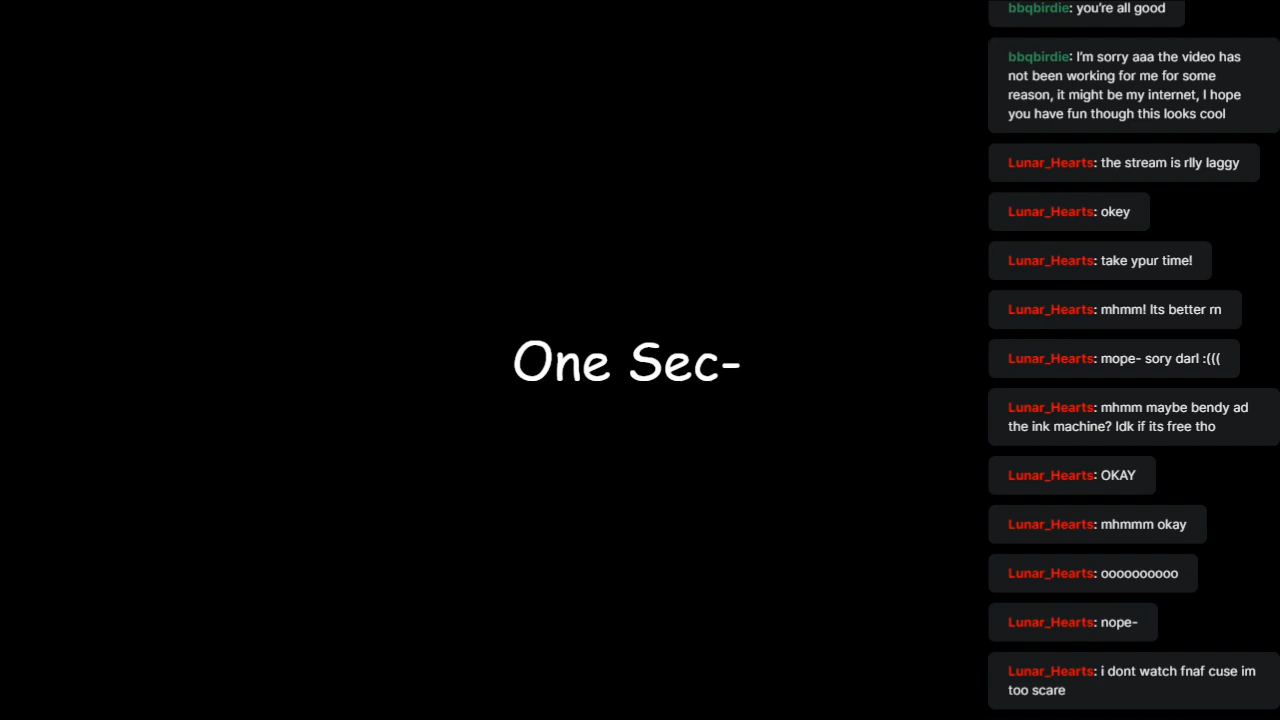 One Sec-
bbqbirdie: you're all good
bbqbirdie: I'm sorry aaa the video has
not been working for me for some
reason, it might be my internet, I hope
you have fun though this looks cool
Lunar_Hearts: the stream is rlly laggy
Lunar_Hearts: okey
Lunar_Hearts: take ypur time!
Lunar_Hearts: mhmm! Its better rn
Lunar_Hearts: mope- sory darl :(((
Lunar_Hearts: mhmm maybe bendy ad
the ink machine? Idk if its free tho
Lunar_Hearts: OKAY
Lunar_Hearts: mhmmm okay
Lunar_Hearts: oooooooooo
Lunar_Hearts: nope-
Lunar_Hearts: i dont watch fnaf cuse im
too scare